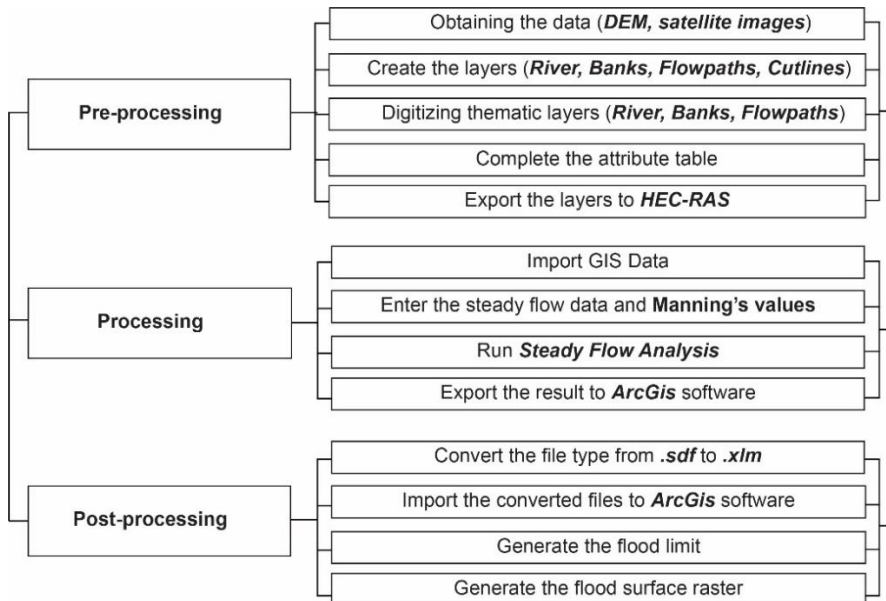 Pre-processing
Obtaining the data (DEM, satellite images)
Create the layers (River, Banks, Flowpaths, Cutlines)
Digitizing thematic layers (River, Banks, Flowpaths)
Complete the attribute table
Export the layers to HEC-RAS
Processing
Import GIS Data
Enter the steady flow data and Manning's values
Run Steady Flow Analysis
Export the result to ArcGis software
Post-processing
Convert the file type from .sdf to .xlm
Import the converted files to ArcGis software
Generate the flood limit
Generate the flood surface raster